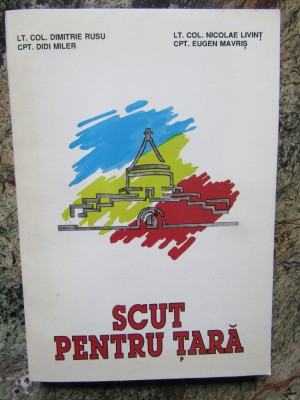 LT. COL. DIMITRIE RUSU
CPT. DIDI MILER
LT. COL. NICOLAE LIVINȚ
CPT. EUGEN MAVRIȘ
SCUT
PENTRU ȚARĂ